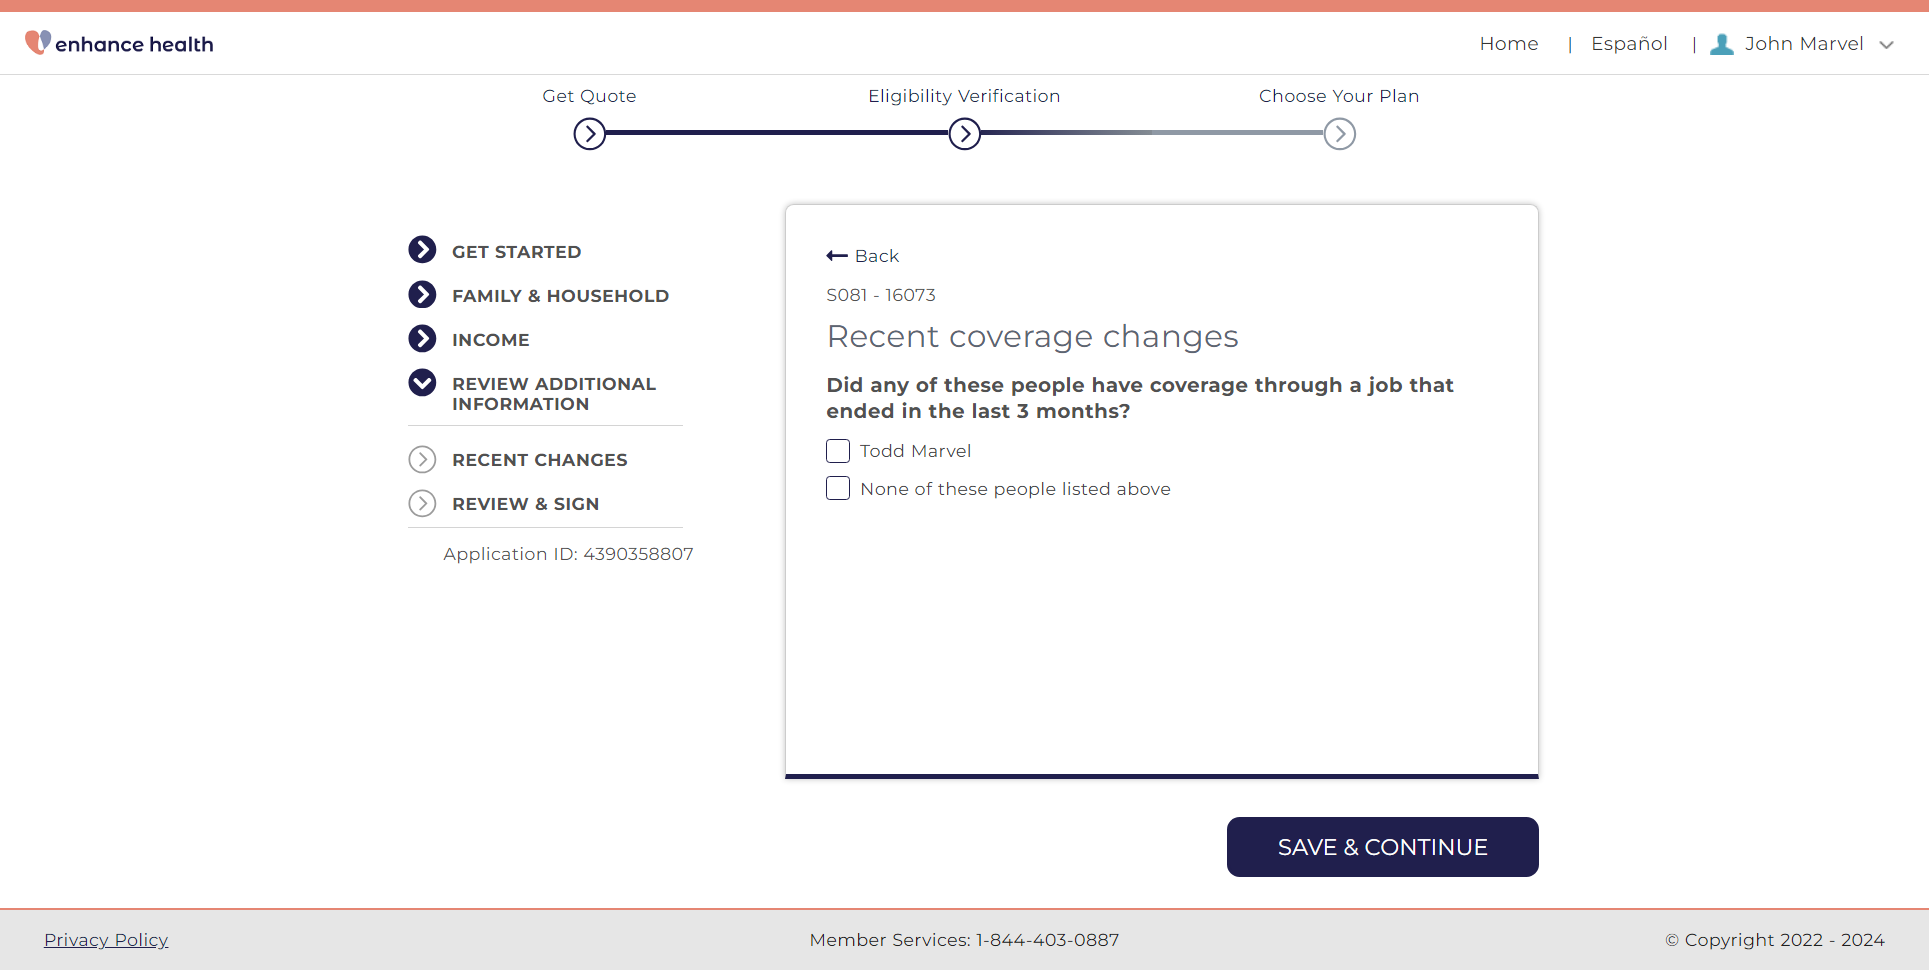 enhance health
Home | Español | John Marvel
Get Quote
Eligibility Verification
Choose Your Plan
GET STARTED
FAMILY & HOUSEHOLD
INCOME
REVIEW ADDITIONAL
INFORMATION
RECENT CHANGES
REVIEW & SIGN
Application ID: 4390358807
Back
S081 - 16073
Recent coverage changes
Did any of these people have coverage through a job that
ended in the last 3 months?
Todd Marvel
None of these people listed above
SAVE & CONTINUE
Privacy Policy
Member Services: 1-844-403-0887
© Copyright 2022 - 2024